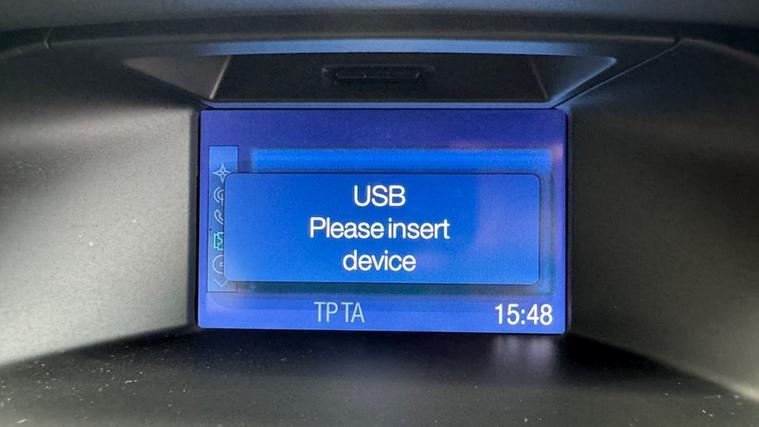 USB
Please insert
device
TP TA
15:48